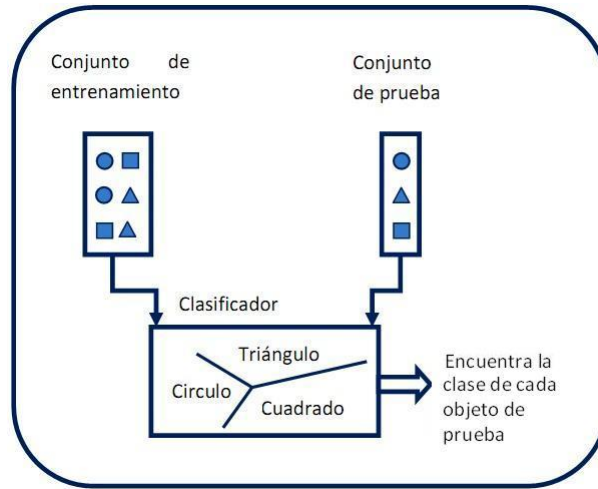 Conjunto de
entrenamiento
Conjunto
de prueba
Clasificador
Triángulo
Circulo
Cuadrado
Encuentra la
clase de cada
objeto de
prueba